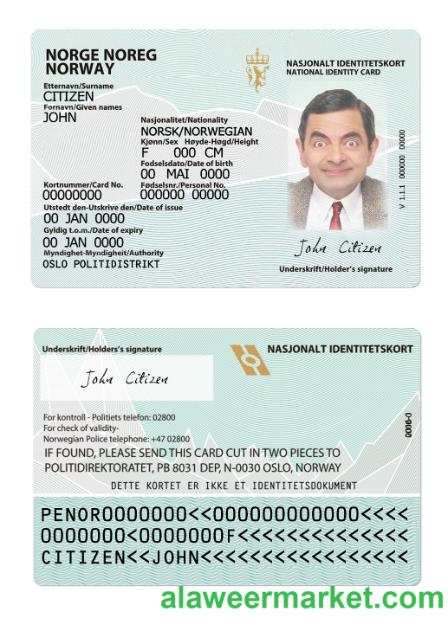 NORGE NOREG
NORWAY
NASJONALT IDENTITETSKORT
NATIONAL IDENTITY CARD
Etternavn/Surname
CITIZEN
Fornavn/Given names
JOHN
Nasjonalitet/Nationality
NORSK/NORWEGIAN
Kjønn/Sex Høyde-Høgd/Height
F 000 CM
Fodselsdato/Date of birth
00 MAI 0000
Kortnummer/Card No. Fødselsnr./Personal No.
00000000 000000 00000
Utstedt den-Utskrive den/Date of issue
00 JAN 0000
Gyldig t.o.m./Date of expiry
00 JAN 0000
Myndighet-Myndigheit/Authority
OSLO POLITIDISTRIKT
V 1.1.1 000000 00000
John Citizen
Underskrift/Holder's signature
Underskrift/Holders's signature
NASJONALT IDENTITETSKORT
John Citizen
For kontroll - Politiets telefon: 02800
For check of validity-
Norwegian Police telephone: +47 02800
IF FOUND, PLEASE SEND THIS CARD CUT IN TWO PIECES TO
POLITIDIREKTORATET, PB 8031 DEP, N-0030 OSLO, NORWAY
DETTE KORTET ER IKKE ET IDENTITETSDOKUMENT
PENOR0000000<<000000000000<<<<
0000000<0000000F<<<<<<<<<<<<<<
CITIZEN<<JOHN<<<<<<<<<<<<<<<<<
alaweermarket.com